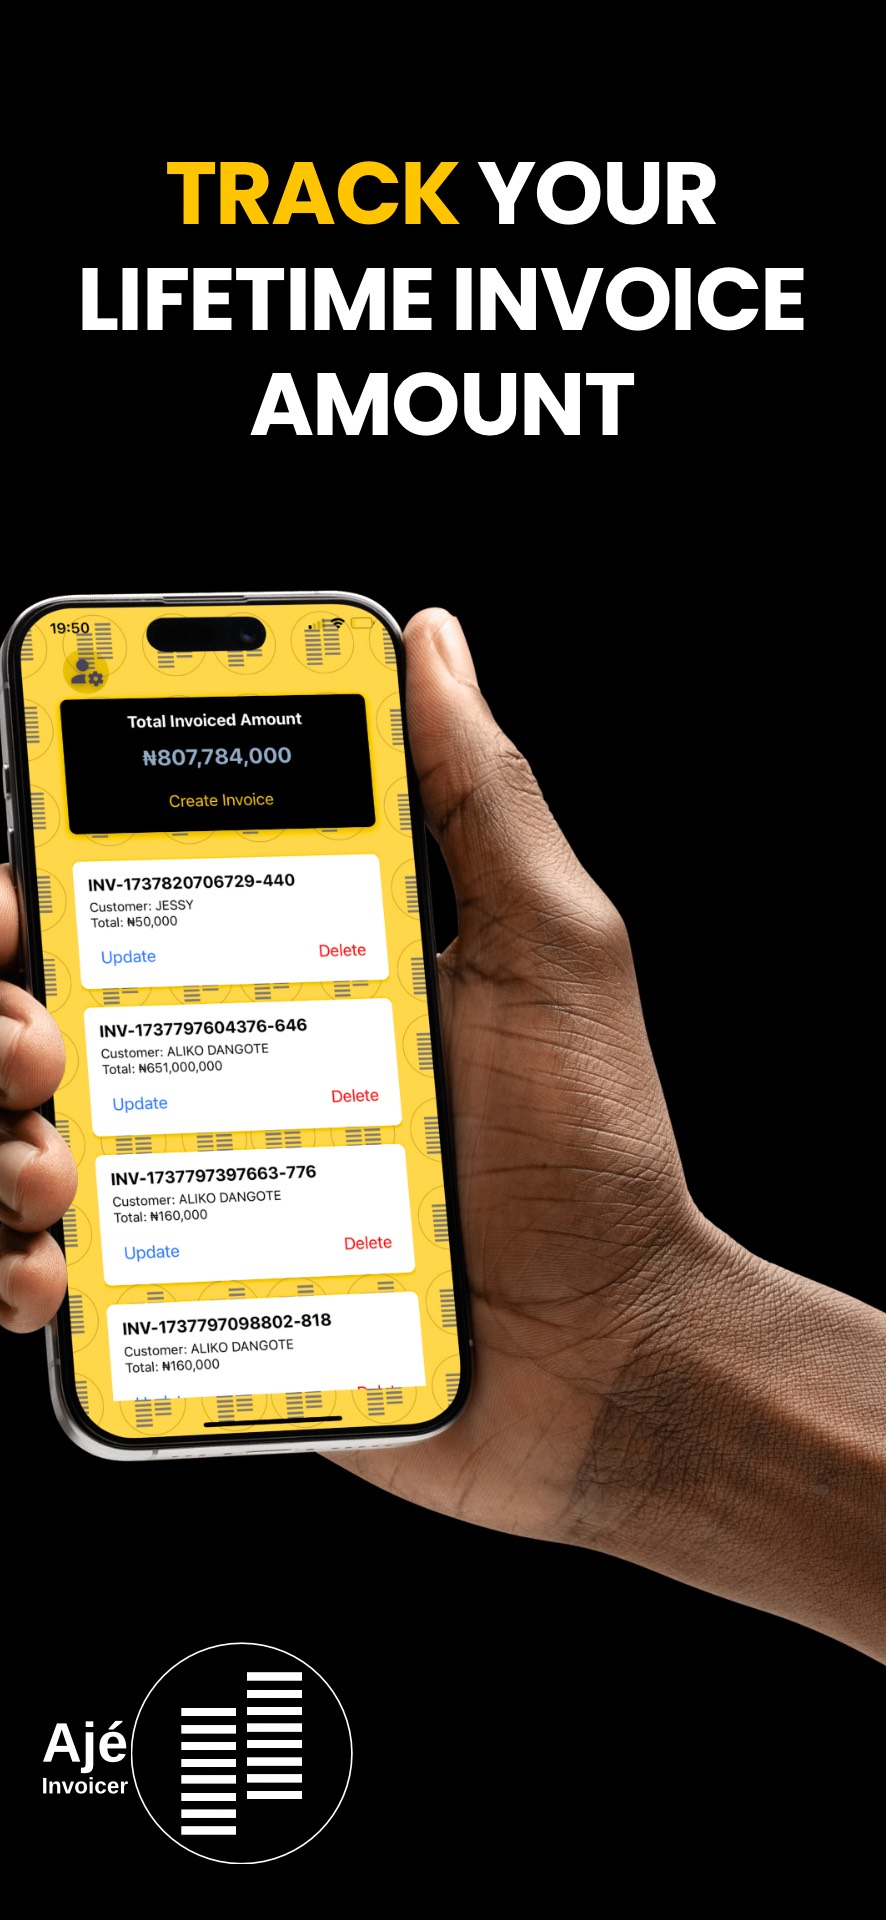 TRACK YOUR
LIFETIME INVOICE
AMOUNT
19:50
Total Invoiced Amount
₦807,784,000
Create Invoice
INV-1737820706729-440
Customer: JESSY
Total: ₦50,000
Update Delete
INV-1737797604376-646
Customer: ALIKO DANGOTE
Total: ₦651,000,000
Update Delete
INV-1737797397663-776
Customer: ALIKO DANGOTE
Total: ₦160,000
Update Delete
INV-1737797098802-818
Customer: ALIKO DANGOTE
Total: ₦160,000
Ajé
Invoicer